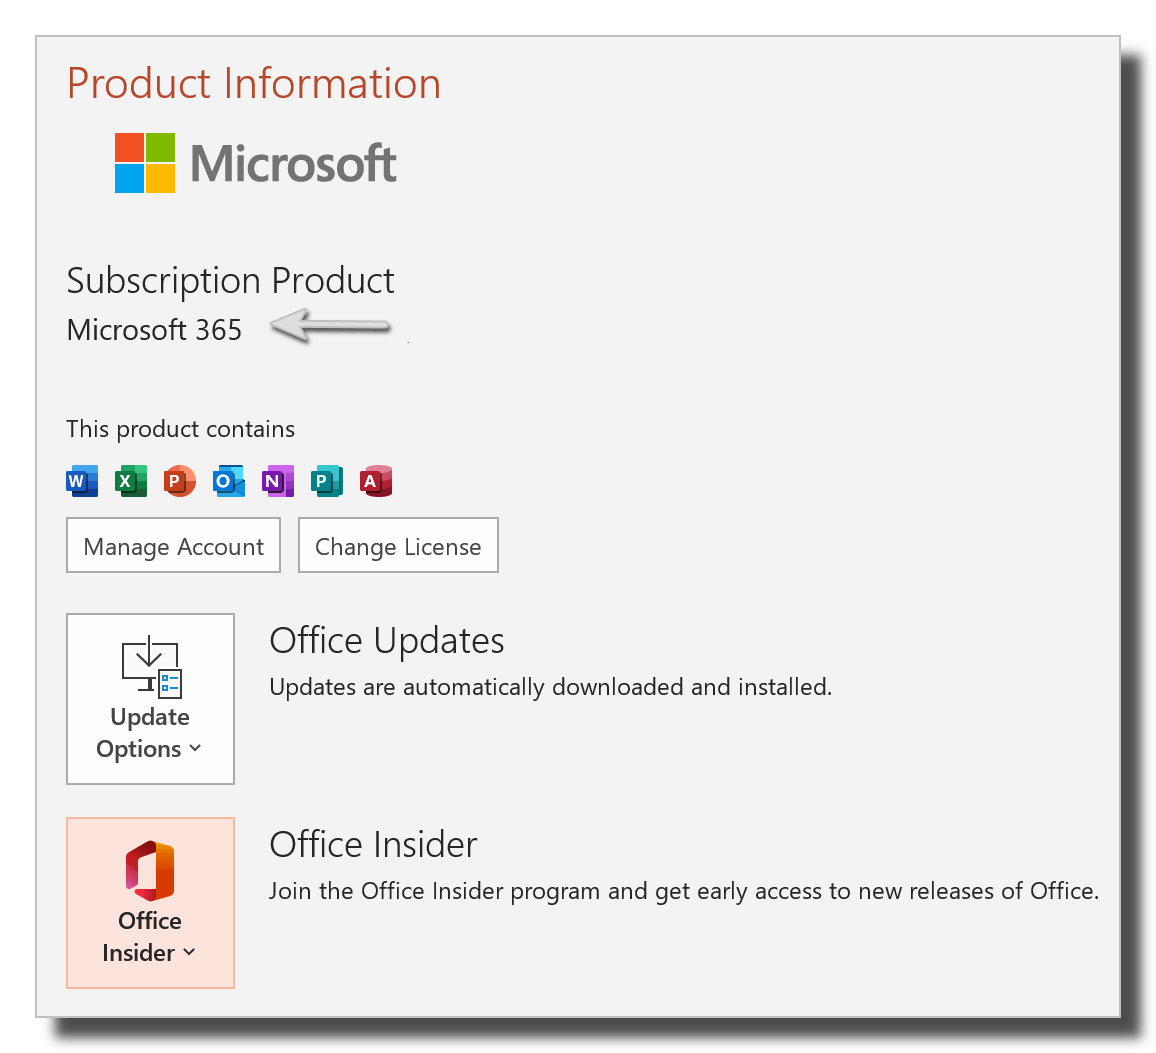 Product Information
Microsoft
Subscription Product
Microsoft 365
This product contains
W X P O N P A
Manage Account Change License
Update
Options
Office Updates
Updates are automatically downloaded and installed.
Office
Insider
Office Insider
Join the Office Insider program and get early access to new releases of Office.